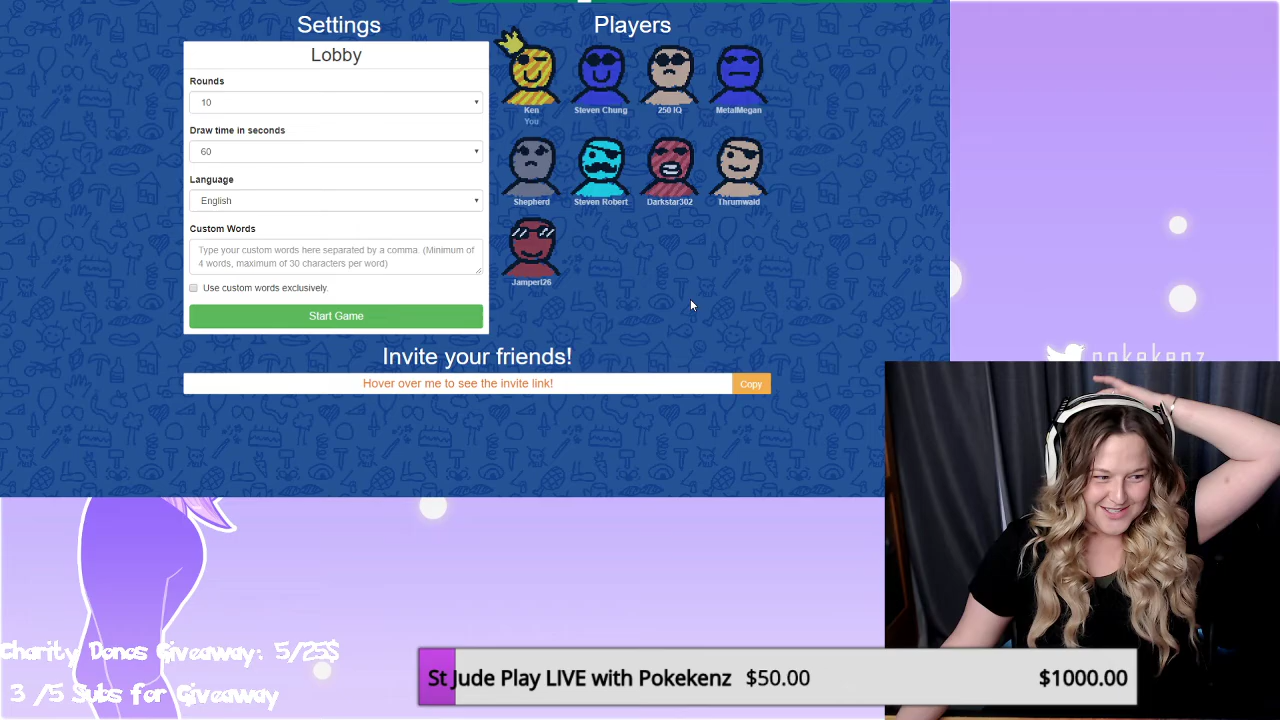 Settings
Players
Lobby
Rounds
10
Draw time in seconds
60
Language
English
Custom Words
Type your custom words here separated by a comma. (Minimum of
4 words, maximum of 30 characters per word)
Use custom words exclusively.
Start Game
Ken
You
Steven Chung
250 IQ
MetalMegan
Shepherd
Steven Robert
Darkstar302
Thrumwald
Jamperl26
Invite your friends!
Hover over me to see the invite link!
Copy
pokekenz
Charity Donos Giveaway: 5/25$
3 /5 Subs for Giveaway
St Jude Play LIVE with Pokekenz $50.00 $1000.00